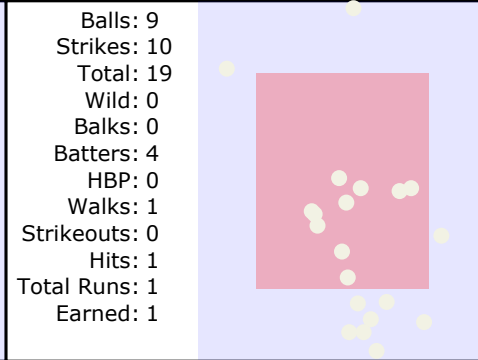 Balls: 9
Strikes: 10
Total: 19
Wild: 0
Balks: 0
Batters: 4
HBP: 0
Walks: 1
Strikeouts: 0
Hits: 1
Total Runs: 1
Earned: 1